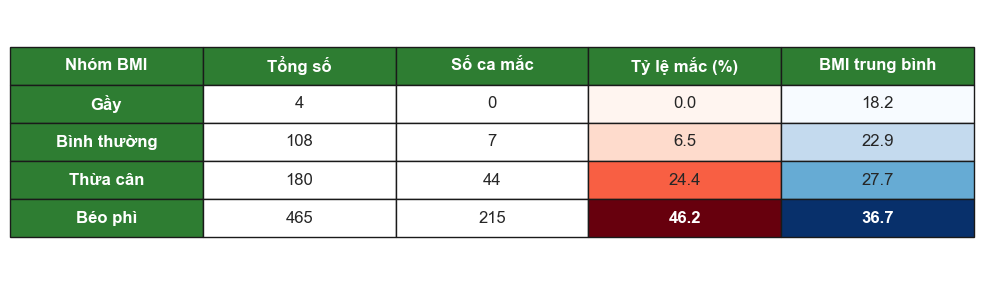 Nhóm BMI Tổng số Số ca mắc Tỷ lệ mắc (%) BMI trung bình
Gầy 4 0 0.0 18.2
Bình thường 108 7 6.5 22.9
Thừa cân 180 44 24.4 27.7
Béo phì 465 215 46.2 36.7